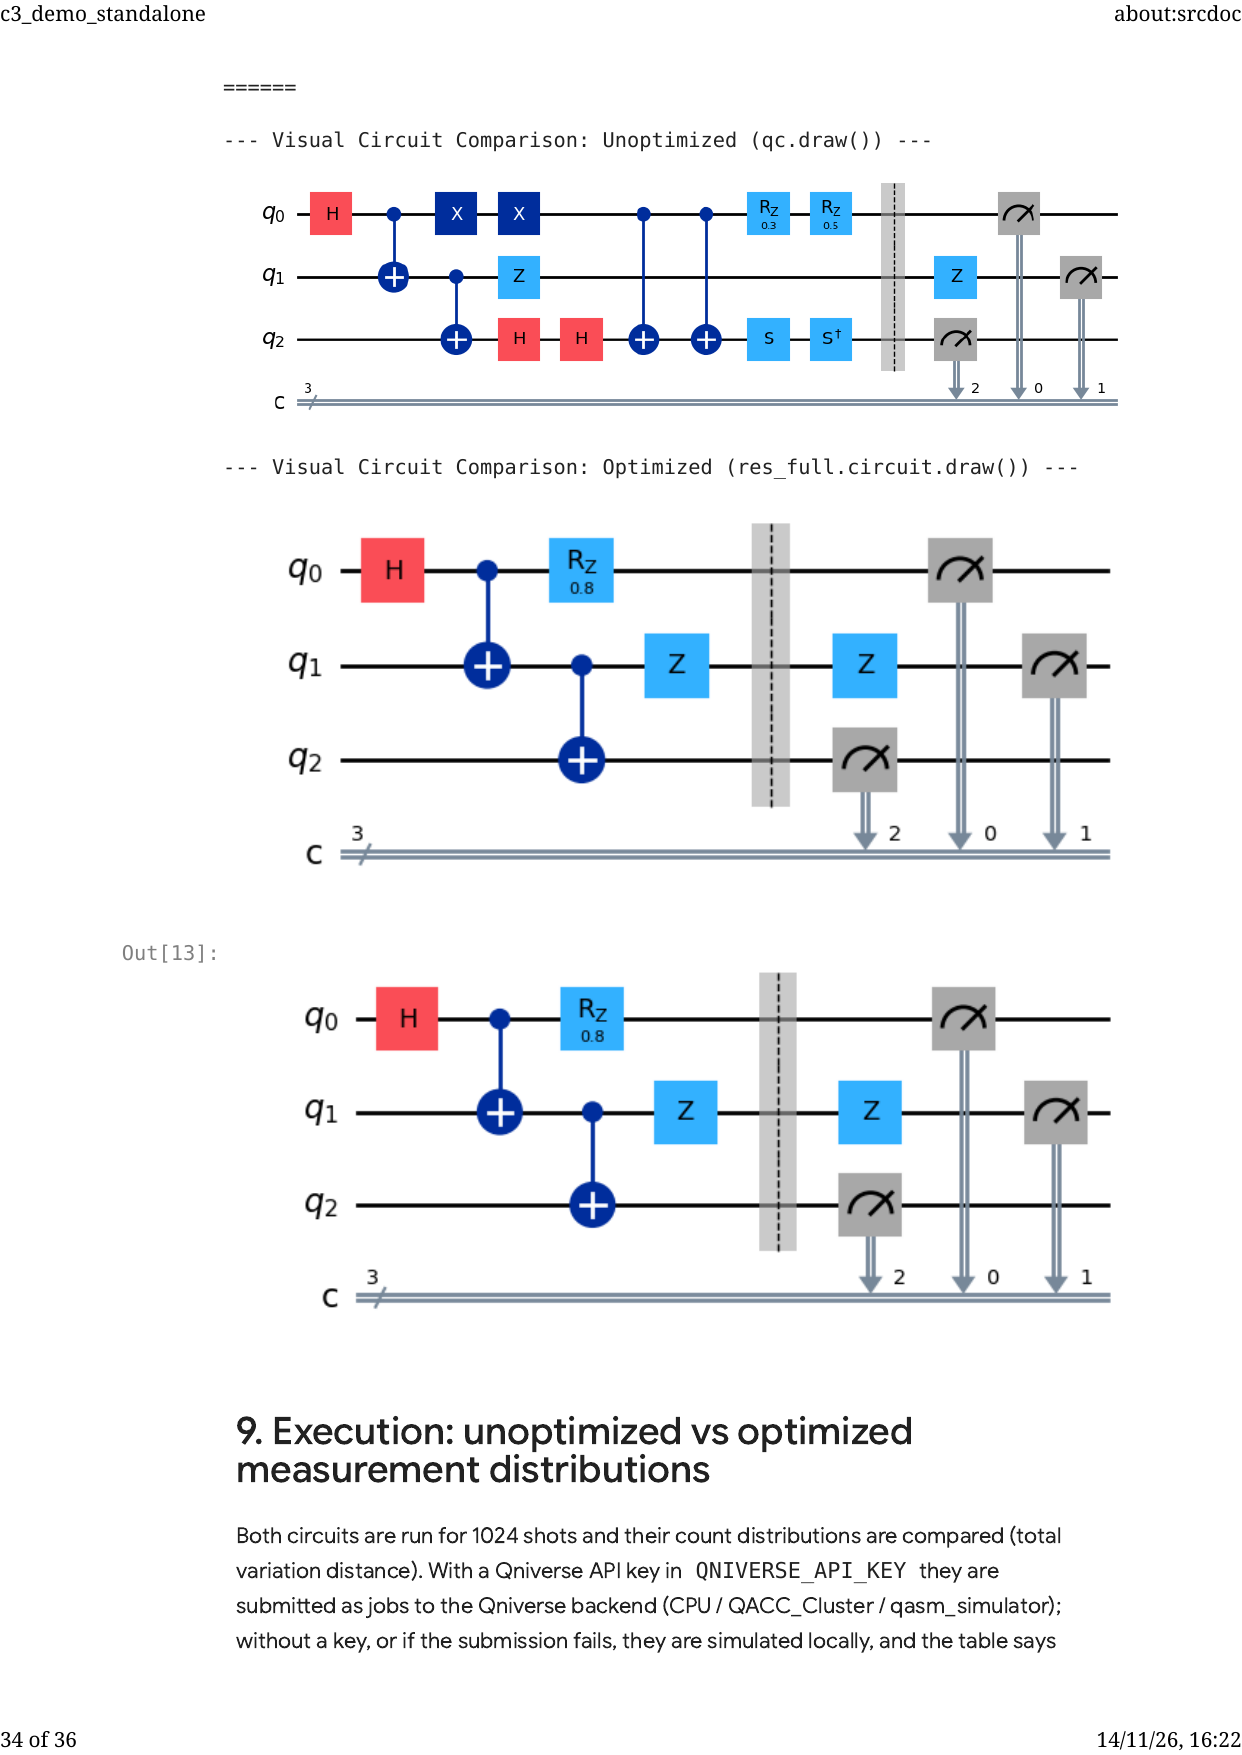 c3_demo_standalone about:srcdoc
======
--- Visual Circuit Comparison: Unoptimized (qc.draw()) ---
q0 H X X RZ 0.3 RZ 0.5
q1 Z Z
q2 H H S S†
c 3 2 0 1
--- Visual Circuit Comparison: Optimized (res_full.circuit.draw()) ---
q0 H RZ 0.8
q1 Z Z
q2
c 3 2 0 1
Out[13]:
q0 H RZ 0.8
q1 Z Z
q2
c 3 2 0 1
9. Execution: unoptimized vs optimized
measurement distributions
Both circuits are run for 1024 shots and their count distributions are compared (total
variation distance). With a Qniverse API key in QNIVERSE_API_KEY they are
submitted as jobs to the Qniverse backend (CPU / QACC_Cluster / qasm_simulator);
without a key, or if the submission fails, they are simulated locally, and the table says
34 of 36 14/11/26, 16:22